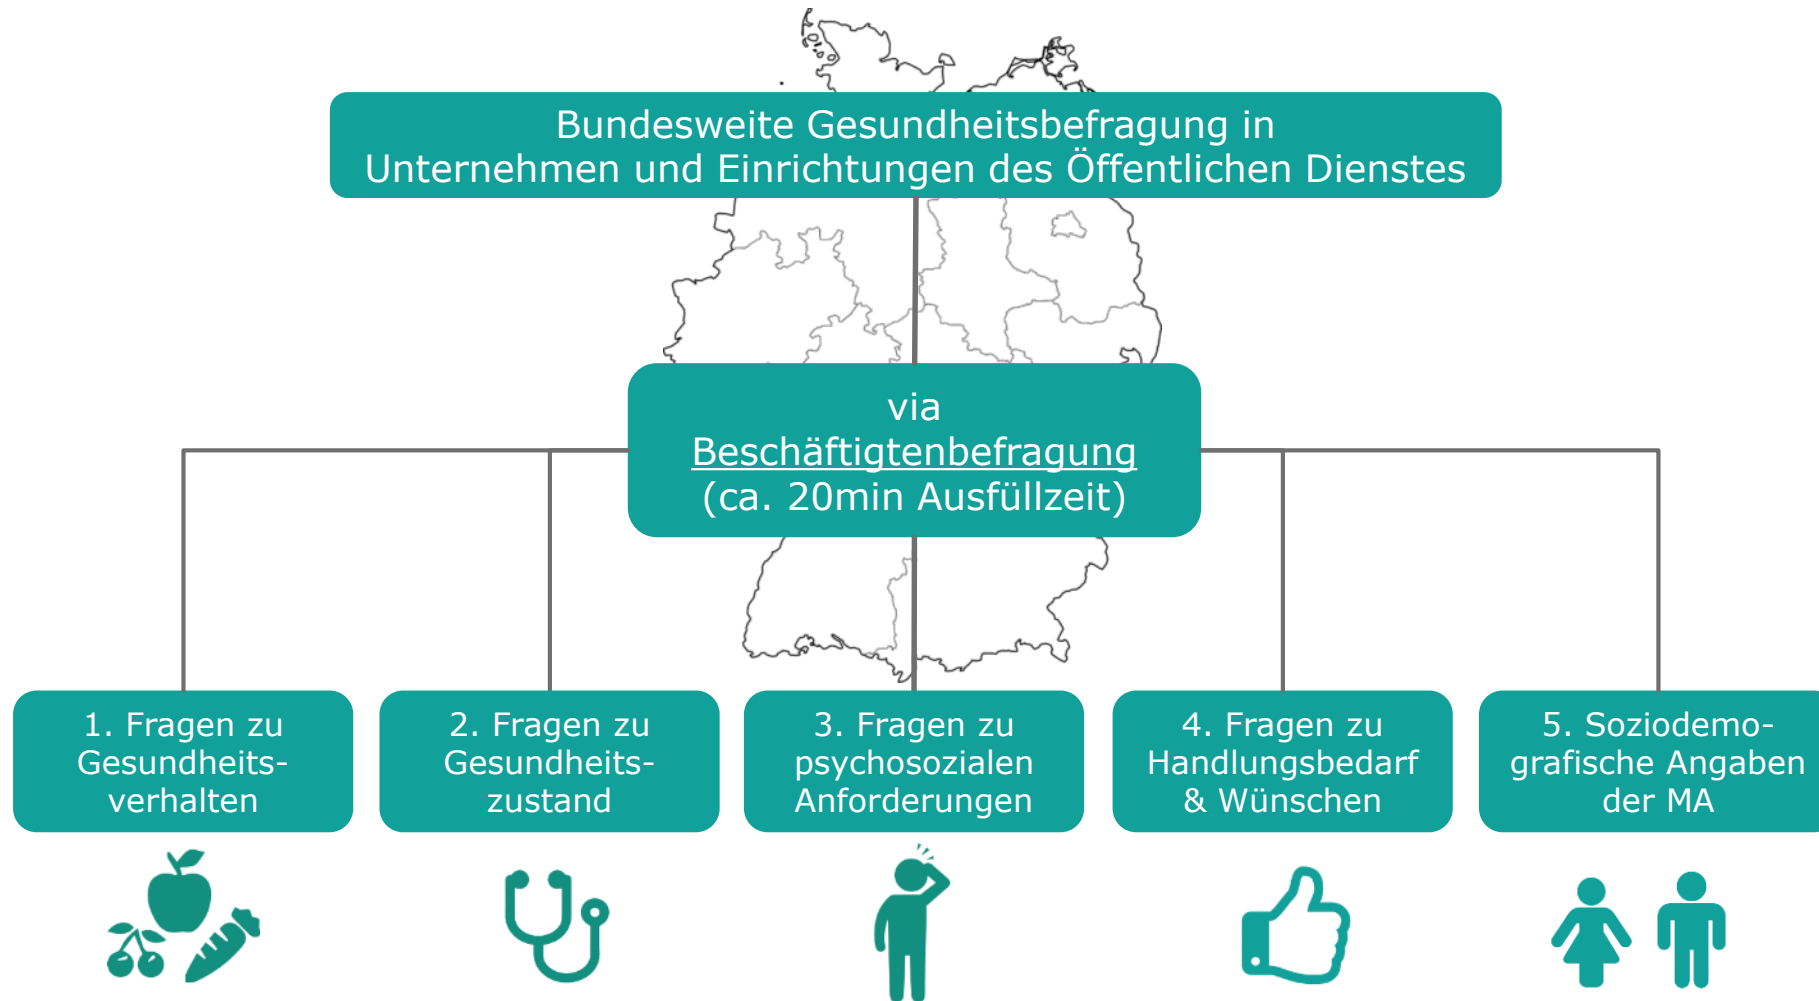 Bundesweite Gesundheitsbefragung in
Unternehmen und Einrichtungen des Öffentlichen Dienstes
via
Beschäftigtenbefragung
(ca. 20min Ausfüllzeit)
1. Fragen zu
Gesundheits-
verhalten
2. Fragen zu
Gesundheits-
zustand
3. Fragen zu
psychosozialen
Anforderungen
4. Fragen zu
Handlungsbedarf
& Wünschen
5. Soziodemo-
grafische Angaben
der MA